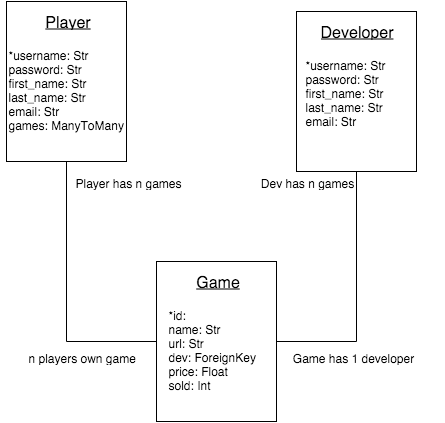 Player
*username: Str
password: Str
first_name: Str
last_name: Str
email: Str
games: ManyToMany
Developer
*username: Str
password: Str
first_name: Str
last_name: Str
email: Str
Player has n games
Dev has n games
Game
*id:
name: Str
url: Str
dev: ForeignKey
price: Float
sold: Int
n players own game
Game has 1 developer